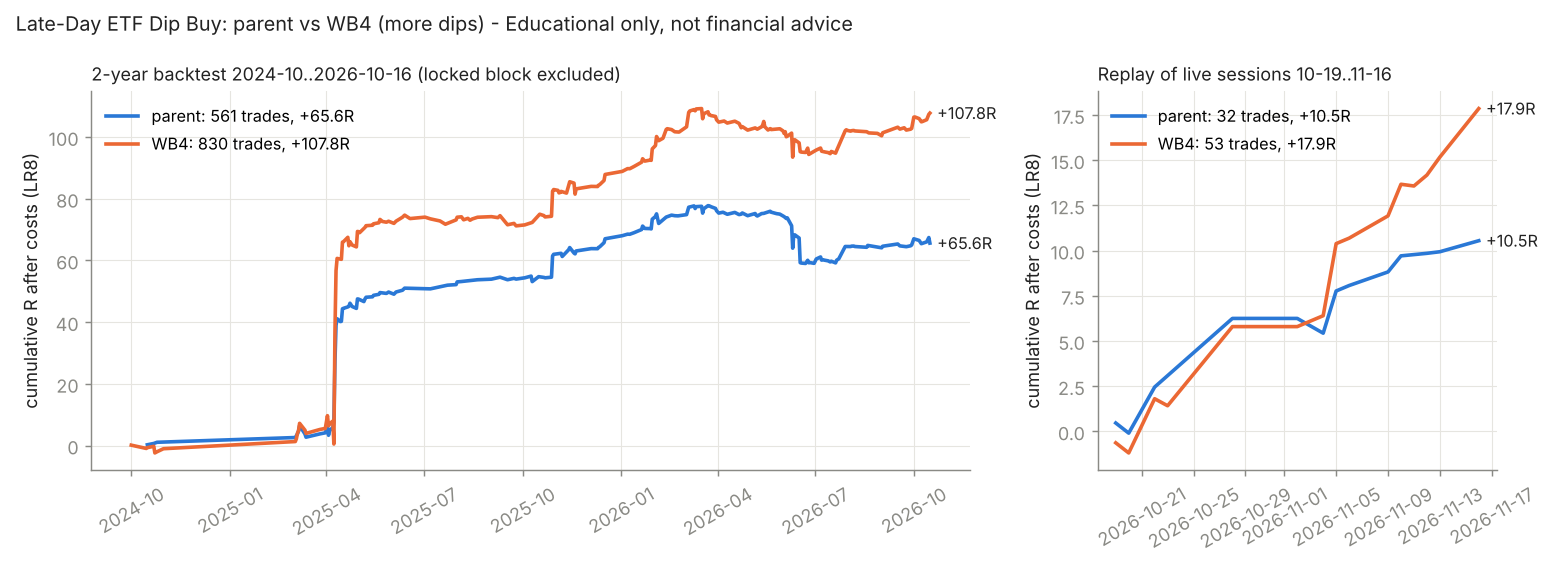 Late-Day ETF Dip Buy: parent vs WB4 (more dips) - Educational only, not financial advice
2-year backtest 2024-10..2026-10-16 (locked block excluded)
parent: 561 trades, +65.6R
WB4: 830 trades, +107.8R
cumulative R after costs (LR8)
100
80
60
40
20
0
+107.8R
+65.6R
2024-10
2025-01
2025-04
2025-07
2025-10
2026-01
2026-04
2026-07
2026-10
Replay of live sessions 10-19..11-16
parent: 32 trades, +10.5R
WB4: 53 trades, +17.9R
cumulative R after costs (LR8)
17.5
15.0
12.5
10.0
7.5
5.0
2.5
0.0
+17.9R
+10.5R
2026-10-21
2026-10-25
2026-10-29
2026-11-01
2026-11-05
2026-11-09
2026-11-13
2026-11-17